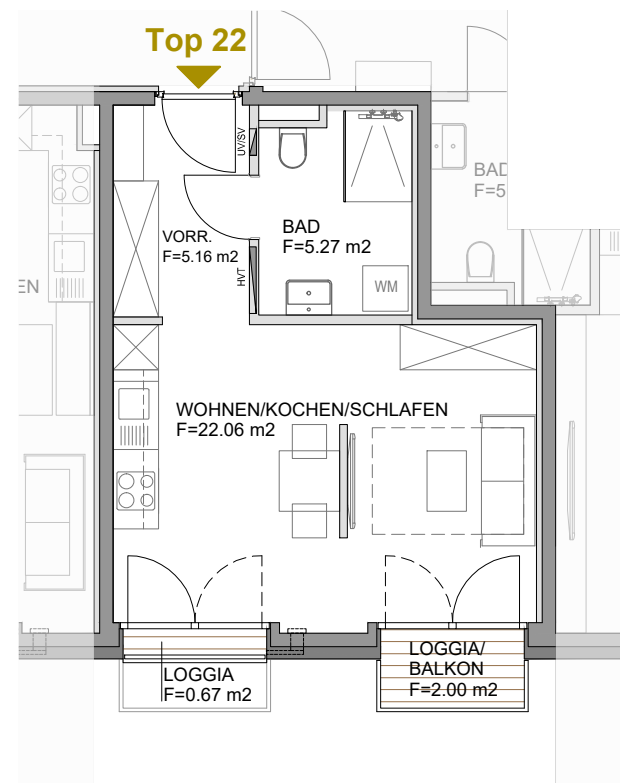 Top 22
UV/SV
BAD
F=5
VORR.
F=5.16 m2
BAD
F=5.27 m2
HVT
WM
EN
WOHNEN/KOCHEN/SCHLAFEN
F=22.06 m2
LOGGIA
F=0.67 m2
LOGGIA/
BALKON
F=2.00 m2